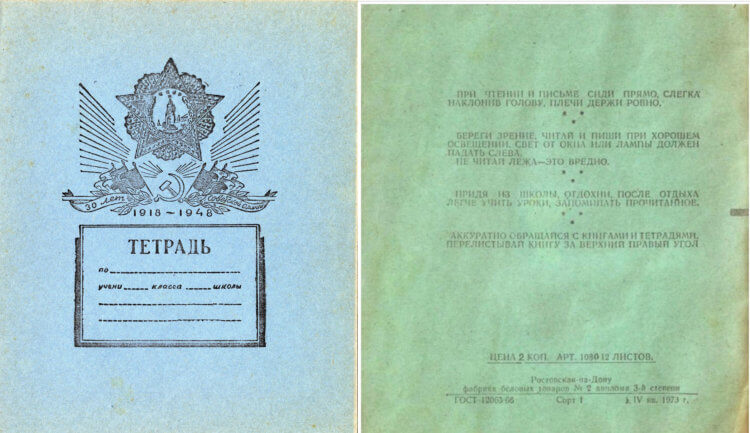 30 лет Советской Армии
1918-1948
ТЕТРАДЬ
по
учени класса школы
ПРИ ЧТЕНИИ И ПИСЬМЕ СИДИ ПРЯМО, СЛЕГКА
НАКЛОНИВ ГОЛОВУ, ПЛЕЧИ ДЕРЖИ РОВНО.
БЕРЕГИ ЗРЕНИЕ, ЧИТАЙ И ПИШИ ПРИ ХОРОШЕМ
ОСВЕЩЕНИИ. СВЕТ ОТ ОКНА ИЛИ ЛАМПЫ ДОЛЖЕН
ПАДАТЬ СЛЕВА.
НЕ ЧИТАЙ ЛЕЖА—ЭТО ВРЕДНО.
ПРИДЯ ИЗ ШКОЛЫ, ОТДОХНИ, ПОСЛЕ ОТДЫХА
ЛЕГЧЕ УЧИТЬ УРОКИ, ЗАПОМИНАТЬ ПРОЧИТАННОЕ.
АККУРАТНО ОБРАЩАЙСЯ С КНИГАМИ И ТЕТРАДЯМИ,
ПЕРЕЛИСТЫВАЙ КНИГУ ЗА ВЕРХНИЙ ПРАВЫЙ УГОЛ
ЦЕНА 2 КОП. АРТ. 1080 12 ЛИСТОВ.
Ростовская-на-Дону
фабрика беловых товаров № 2 диплома 3-й степени
ГОСТ 12063-66 Сорт 1 IV кв. 1973 г.